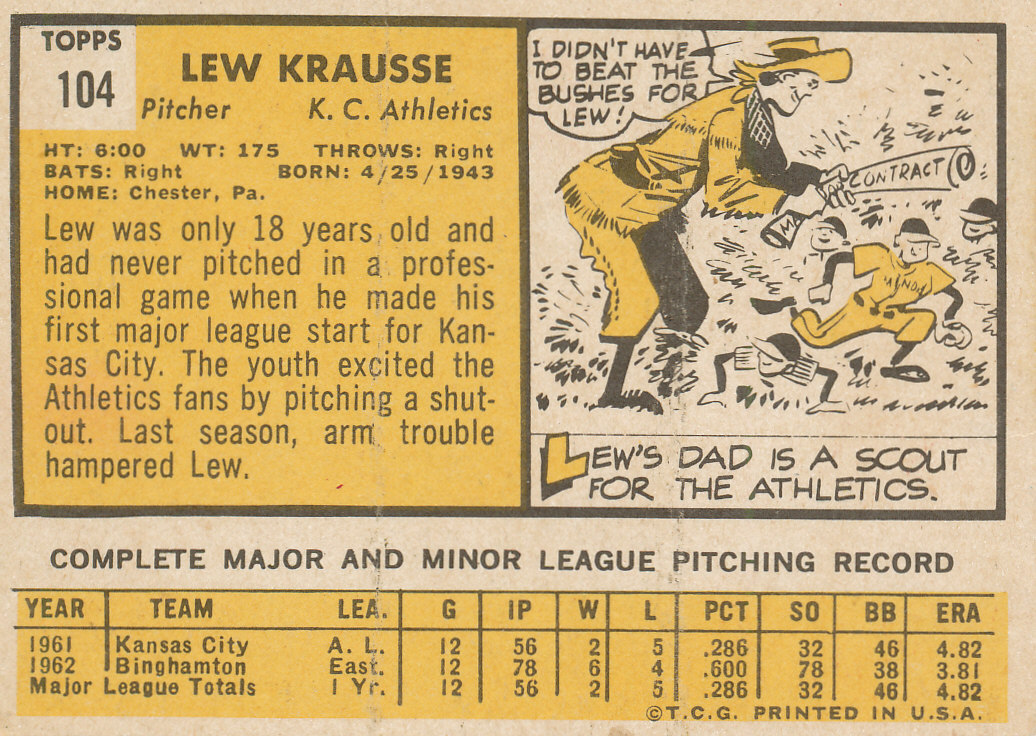 TOPPS
104
LEW KRAUSSE
Pitcher K. C. Athletics
HT: 6:00 WT: 175 THROWS: Right
BATS: Right BORN: 4/25/1943
HOME: Chester, Pa.
Lew was only 18 years old and
had never pitched in a profes-
sional game when he made his
first major league start for Kan-
sas City. The youth excited the
Athletics fans by pitching a shut-
out. Last season, arm trouble
hampered Lew.
I DIDN'T HAVE
TO BEAT THE
BUSHES FOR
LEW!
CONTRACT
LEW'S DAD IS A SCOUT
FOR THE ATHLETICS.
COMPLETE MAJOR AND MINOR LEAGUE PITCHING RECORD
YEAR TEAM LEA. G IP W L PCT SO BB ERA
1961 Kansas City A. L. 12 56 2 5 .286 32 46 4.82
1962 Binghamton East. 12 78 6 4 .600 78 38 3.81
Major League Totals 1 Yr. 12 56 2 5 .286 32 46 4.82
©T.C.G. PRINTED IN U.S.A.